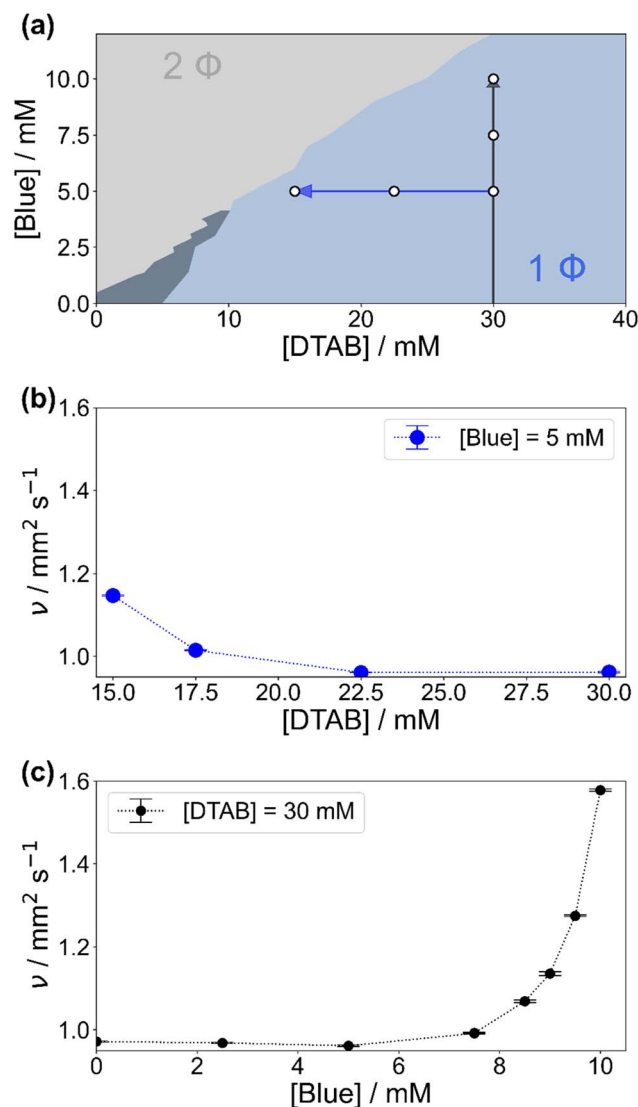 (a)
2 Φ
10.0
7.5
5.0
2.5
0.0
[Blue] / mM
1 Φ
0
10
20
30
40
[DTAB] / mM
(b)
1.6
1.4
1.2
1.0
ν / mm² s⁻¹
[Blue] = 5 mM
15.0
17.5
20.0
22.5
25.0
27.5
30.0
[DTAB] / mM
(c)
1.6
1.4
1.2
1.0
ν / mm² s⁻¹
[DTAB] = 30 mM
0
2
4
6
8
10
[Blue] / mM